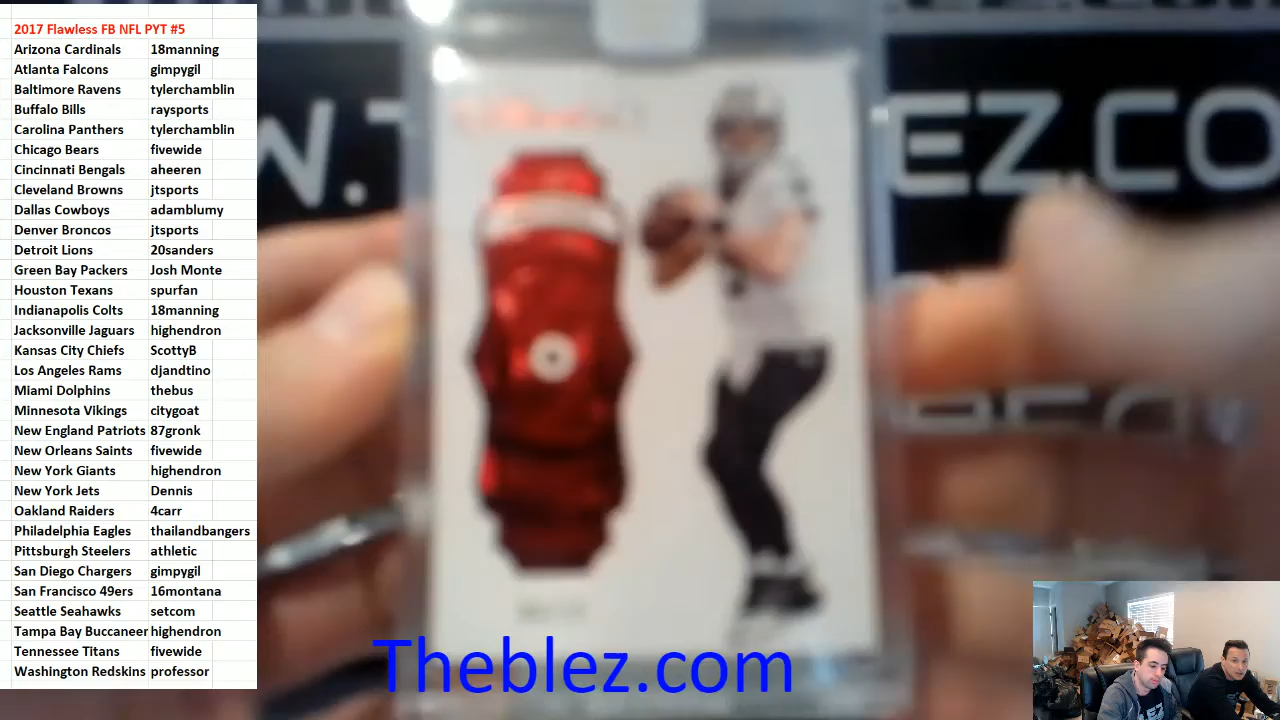 2017 Flawless FB NFL PYT #5
Arizona Cardinals 18manning
Atlanta Falcons gimpygil
Baltimore Ravens tylerchamblin
Buffalo Bills raysports
Carolina Panthers tylerchamblin
Chicago Bears fivewide
Cincinnati Bengals aheeren
Cleveland Browns jtsports
Dallas Cowboys adamblumy
Denver Broncos jtsports
Detroit Lions 20sanders
Green Bay Packers Josh Monte
Houston Texans spurfan
Indianapolis Colts 18manning
Jacksonville Jaguars highendron
Kansas City Chiefs ScottyB
Los Angeles Rams djandtino
Miami Dolphins thebus
Minnesota Vikings citygoat
New England Patriots 87gronk
New Orleans Saints fivewide
New York Giants highendron
New York Jets Dennis
Oakland Raiders 4carr
Philadelphia Eagles thailandbangers
Pittsburgh Steelers athletic
San Diego Chargers gimpygil
San Francisco 49ers 16montana
Seattle Seahawks setcom
Tampa Bay Buccaneer highendron
Tennessee Titans fivewide
Washington Redskins professor
W.T
EZ.CO
Theblez.com